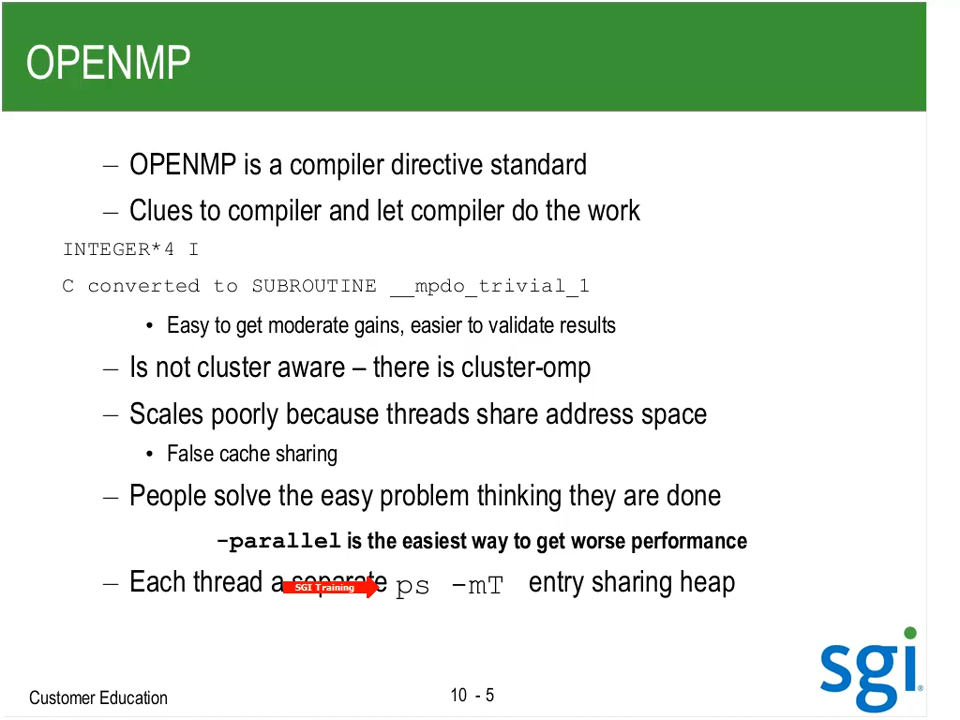 OPENMP
– OPENMP is a compiler directive standard
– Clues to compiler and let compiler do the work
INTEGER*4 I
C converted to SUBROUTINE __mpdo_trivial_1
• Easy to get moderate gains, easier to validate results
– Is not cluster aware – there is cluster-omp
– Scales poorly because threads share address space
• False cache sharing
– People solve the easy problem thinking they are done
-parallel is the easiest way to get worse performance
– Each thread a separate ps -mT entry sharing heap
SGI Training
sgi®
Customer Education
10 - 5